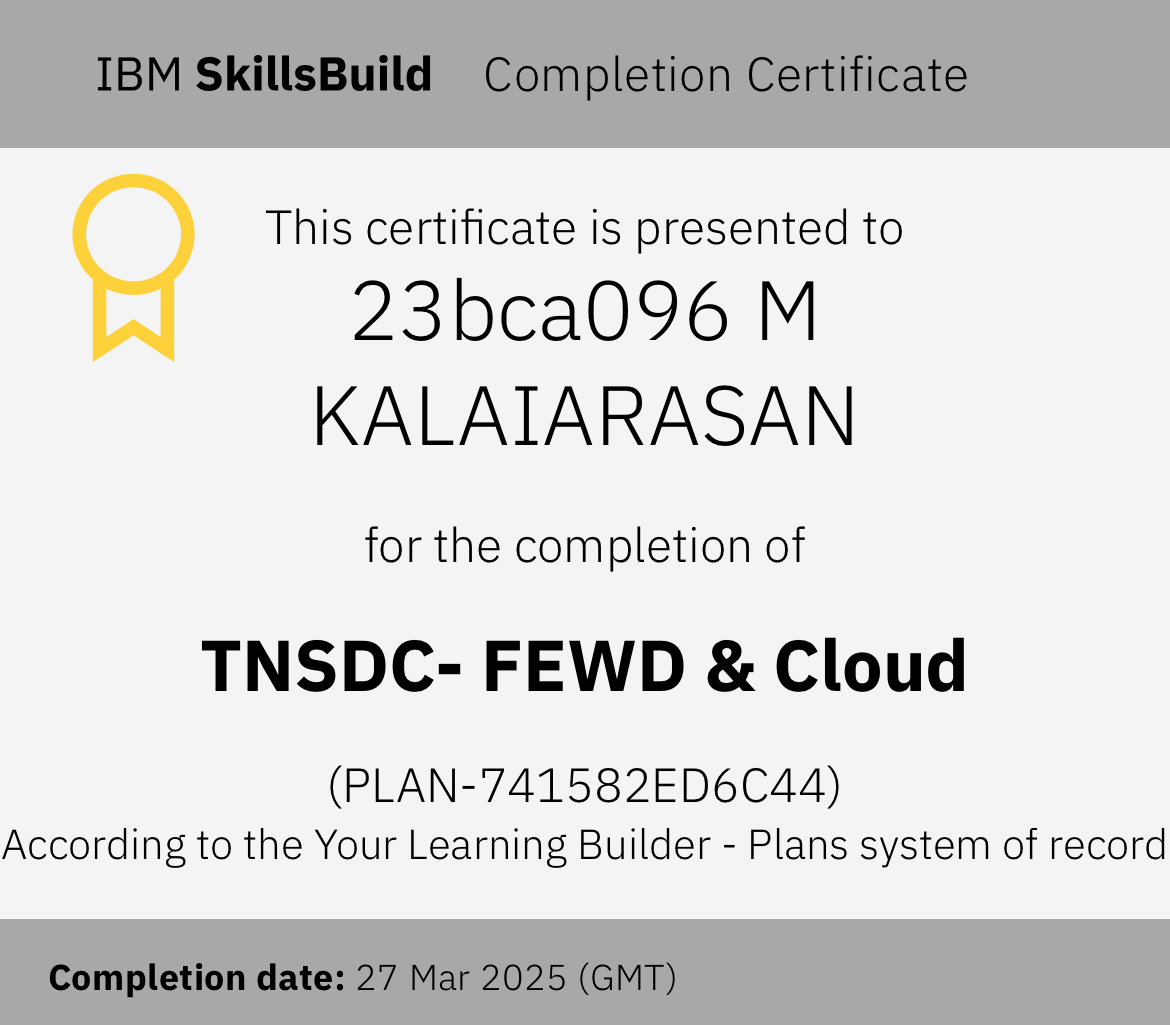 IBM SkillsBuild Completion Certificate
This certificate is presented to
23bca096 M
KALAIARASAN
for the completion of
TNSDC- FEWD & Cloud
(PLAN-741582ED6C44)
According to the Your Learning Builder - Plans system of record
Completion date: 27 Mar 2025 (GMT)